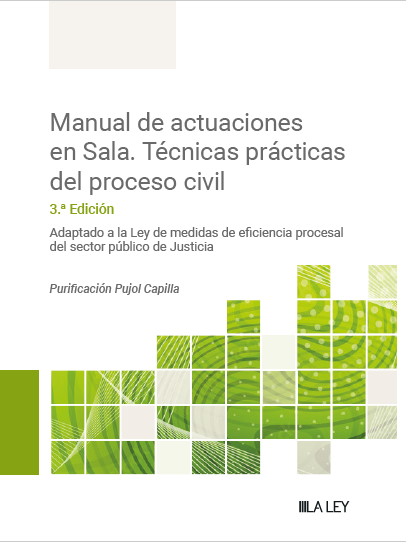 Manual de actuaciones
en Sala. Técnicas prácticas
del proceso civil
3.ª Edición
Adaptado a la Ley de medidas de eficiencia procesal
del sector público de Justicia
Purificación Pujol Capilla
LA LEY